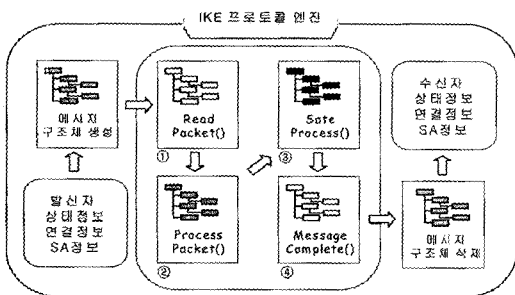 IKE 프로토콜 엔진
메시지
구조체 생성
발신자
상태정보
연결정보
SA정보
Read
Packet()
①
Process
Packet()
②
State
Process()
③
Message
Complete()
④
수신자
상태정보
연결정보
SA정보
메시지
구조체 삭제